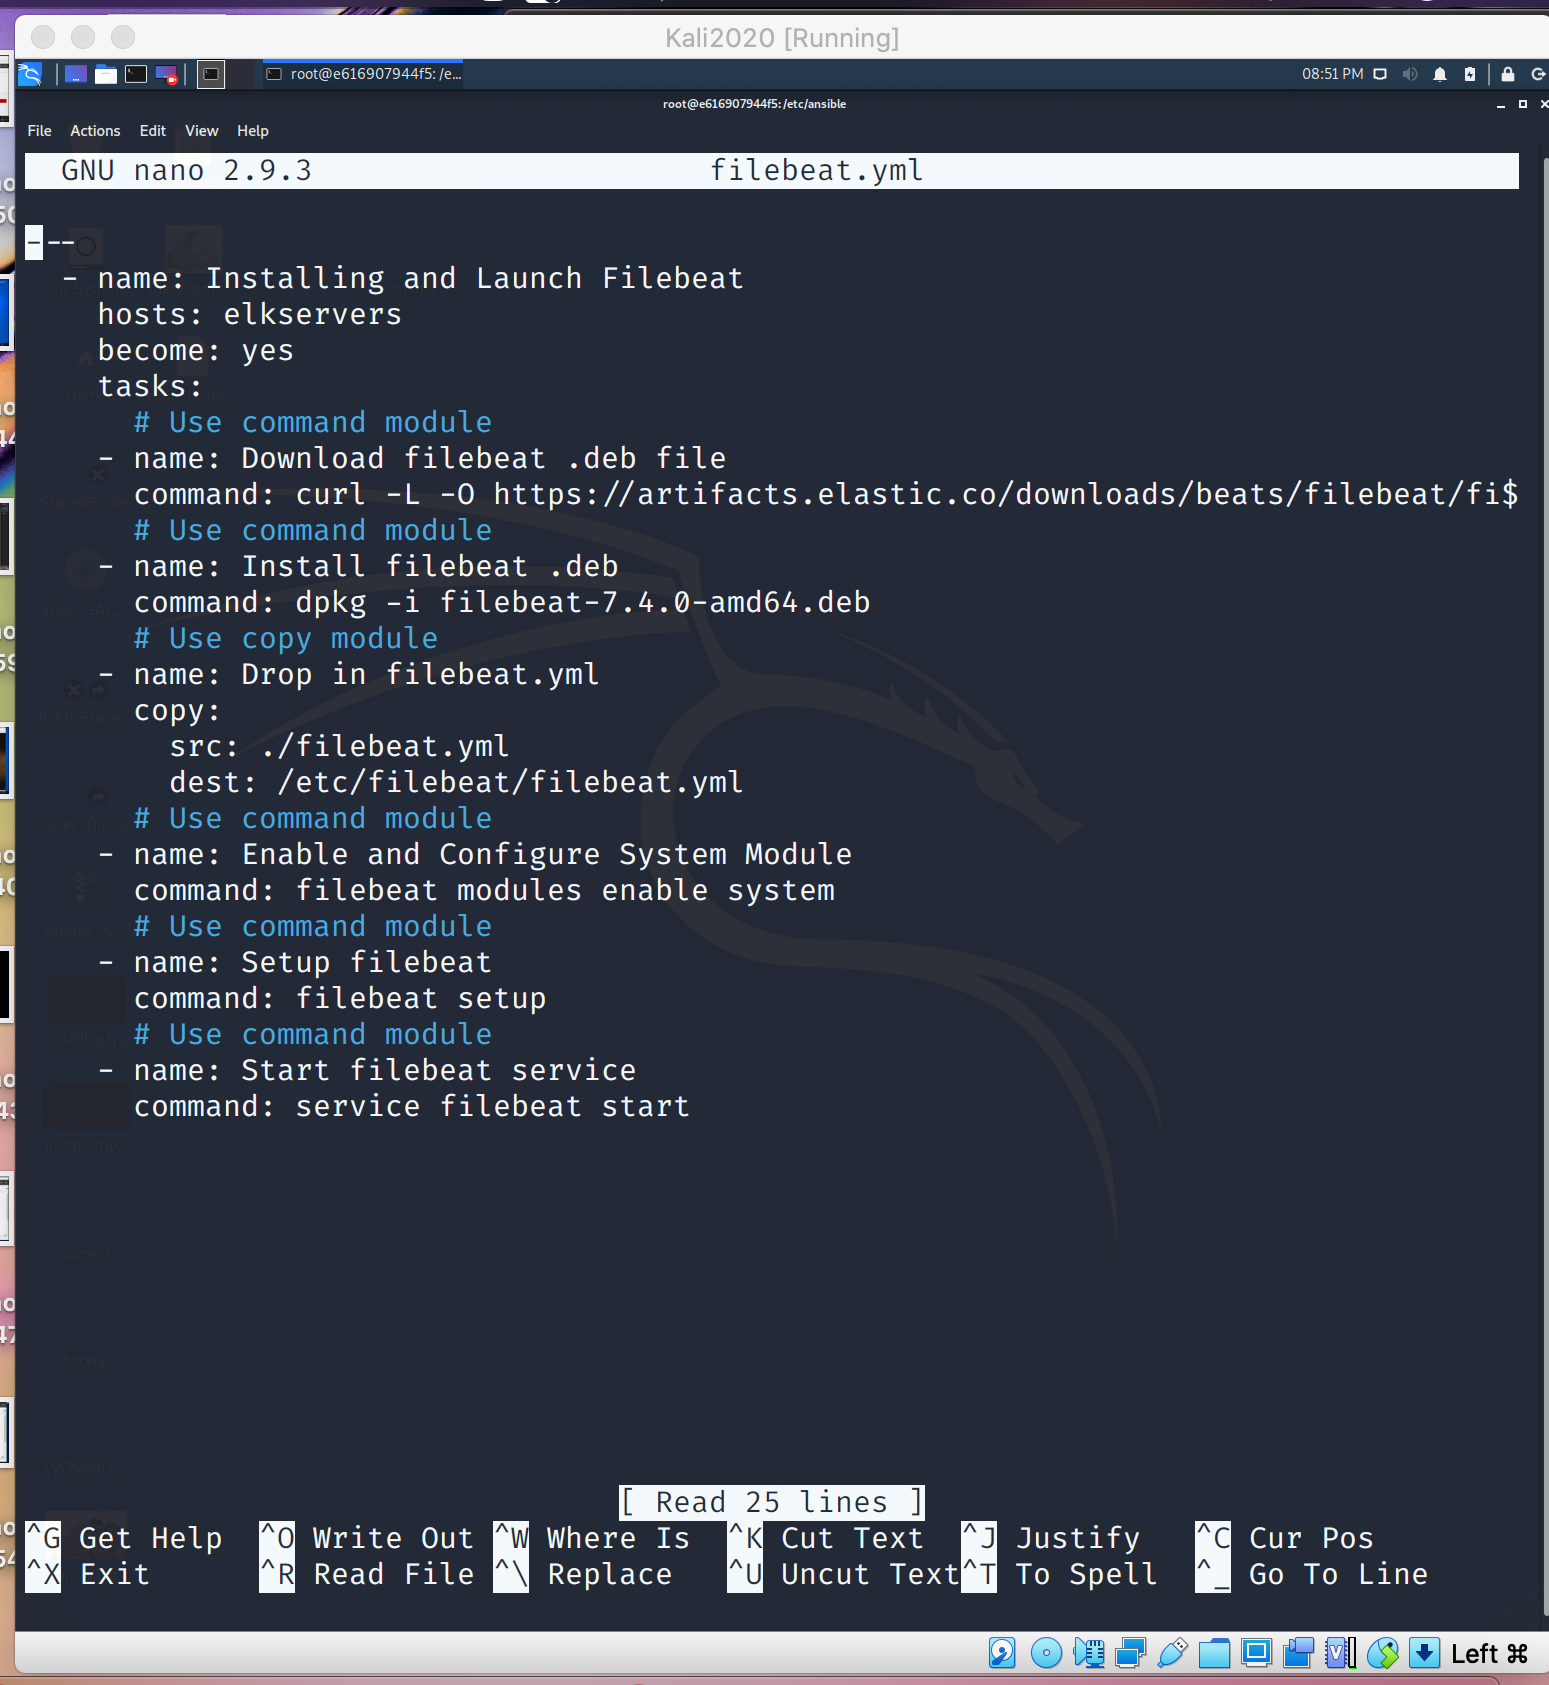 Kali2020 [Running]
root@e616907944f5: /e...
08:51 PM
root@e616907944f5: /etc/ansible
File Actions Edit View Help
GNU nano 2.9.3 filebeat.yml
---
- name: Installing and Launch Filebeat
hosts: elkservers
become: yes
tasks:
# Use command module
- name: Download filebeat .deb file
command: curl -L -O https://artifacts.elastic.co/downloads/beats/filebeat/fi$
# Use command module
- name: Install filebeat .deb
command: dpkg -i filebeat-7.4.0-amd64.deb
# Use copy module
- name: Drop in filebeat.yml
copy:
src: ./filebeat.yml
dest: /etc/filebeat/filebeat.yml
# Use command module
- name: Enable and Configure System Module
command: filebeat modules enable system
# Use command module
- name: Setup filebeat
command: filebeat setup
# Use command module
- name: Start filebeat service
command: service filebeat start
current
backup
PyCharm C...
[ Read 25 lines ]
^G Get Help ^O Write Out ^W Where Is ^K Cut Text ^J Justify ^C Cur Pos
^X Exit ^R Read File ^\ Replace ^U Uncut Text ^T To Spell ^_ Go To Line
Left ⌘